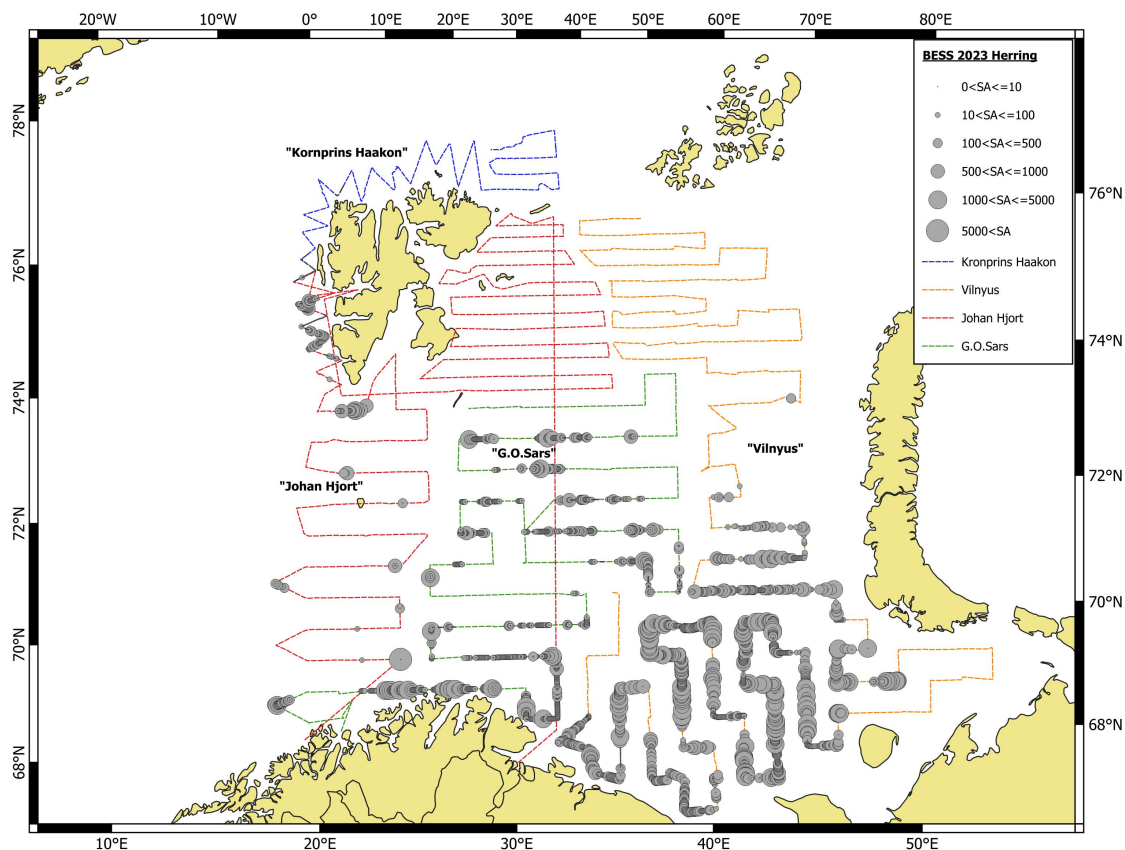 20°W 10°W 0° 10°E 20°E 30°E 40°E 50°E 60°E 70°E 80°E
BESS 2023 Herring
0<SA<=10
10<SA<=100
100<SA<=500
500<SA<=1000
1000<SA<=5000
5000<SA
Kronprins Haakon
Vilnyus
Johan Hjort
G.O.Sars
"Kornprins Haakon"
"G.O.Sars"
"Vilnyus"
"Johan Hjort"
78°N
76°N
74°N
72°N
70°N
68°N
76°N
74°N
72°N
70°N
68°N
10°E 20°E 30°E 40°E 50°E